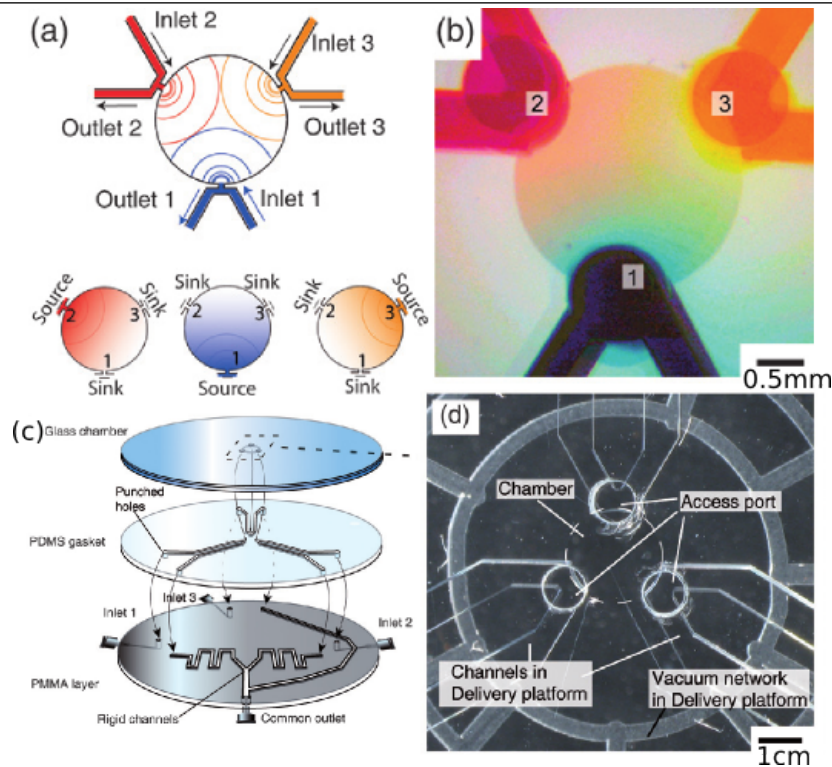 (a)
Inlet 2
Inlet 3
Outlet 2
Outlet 3
Outlet 1
Inlet 1
Source
2
Sink
3
1
Sink
Sink
2
Sink
3
1
Source
Sink
2
Source
3
1
Sink
(b)
2
3
1
0.5mm
(c)
Glass chamber
Punched
holes
PDMS gasket
Inlet 3
Inlet 1
Inlet 2
PMMA layer
Rigid channels
Common outlet
(d)
Chamber
Access port
Channels in
Delivery platform
Vacuum network
in Delivery platform
1cm